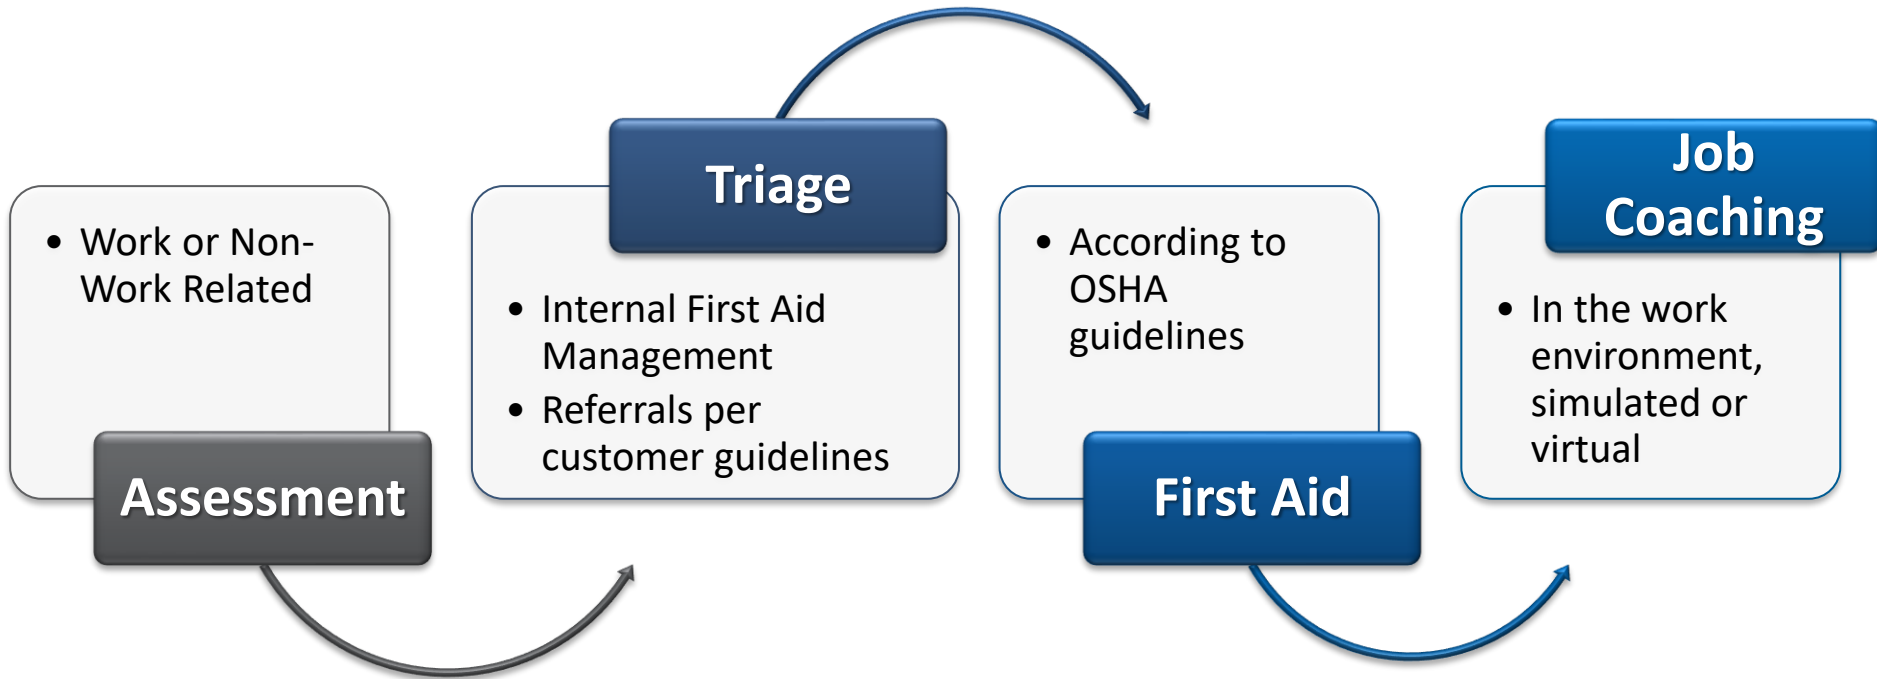 • Work or Non-
Work Related
Assessment
Triage
• Internal First Aid
Management
• Referrals per
customer guidelines
• According to
OSHA
guidelines
First Aid
Job
Coaching
• In the work
environment,
simulated or
virtual